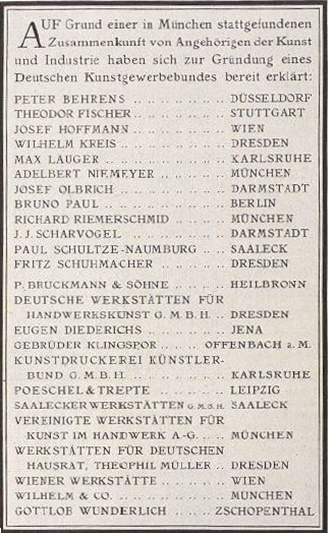 AUF Grund einer in München stattgefundenen
Zusammenkunft von Angehörigen der Kunst
und Industrie haben sich zur Gründung eines
Deutschen Kunstgewerbebundes bereit erklärt:
PETER BEHRENS .. .. .. .. .. DÜSSELDORF
THEODOR FISCHER .. .. .. .. STUTTGART
JOSEF HOFFMANN .. .. .. .. WIEN
WILHELM KREIS .. .. .. .. .. DRESDEN
MAX LAUGER .. .. .. .. .. .. KARLSRUHE
ADELBERT NIEMEYER .. .. .. MÜNCHEN
JOSEF OLBRICH .. .. .. .. .. DARMSTADT
BRUNO PAUL .. .. .. .. .. .. BERLIN
RICHARD RIEMERSCHMID .. .. MÜNCHEN
J. J. SCHARVOGEL .. .. .. .. DARMSTADT
PAUL SCHULTZE-NAUMBURG .. .. SAALECK
FRITZ SCHUHMACHER .. .. .. DRESDEN
P. BRUCKMANN & SÖHNE .. .. .. HEILBRONN
DEUTSCHE WERKSTÄTTEN FÜR
HANDWERKSKUNST G. M. B. H. .. DRESDEN
EUGEN DIEDERICHS .. .. .. .. JENA
GEBRÜDER KLINGSPOR .. .. OFFENBACH a. M.
KUNSTDRUCKEREI KÜNSTLER-
BUND G. M. B. H. .. .. .. .. KARLSRUHE
POESCHEL & TREPTE .. .. .. LEIPZIG
SAALECKER WERKSTÄTTEN G. M. B. H. SAALECK
VEREINIGTE WERKSTÄTTEN FÜR
KUNST IM HANDWERK A.-G. .. .. MÜNCHEN
WERKSTÄTTEN FÜR DEUTSCHEN
HAUSRAT, THEOPHIL MÜLLER .. DRESDEN
WIENER WERKSTÄTTE .. .. .. WIEN
WILHELM & CO. .. .. .. .. .. MÜNCHEN
GOTTLOB WUNDERLICH .. .. ZSCHOPENTHAL